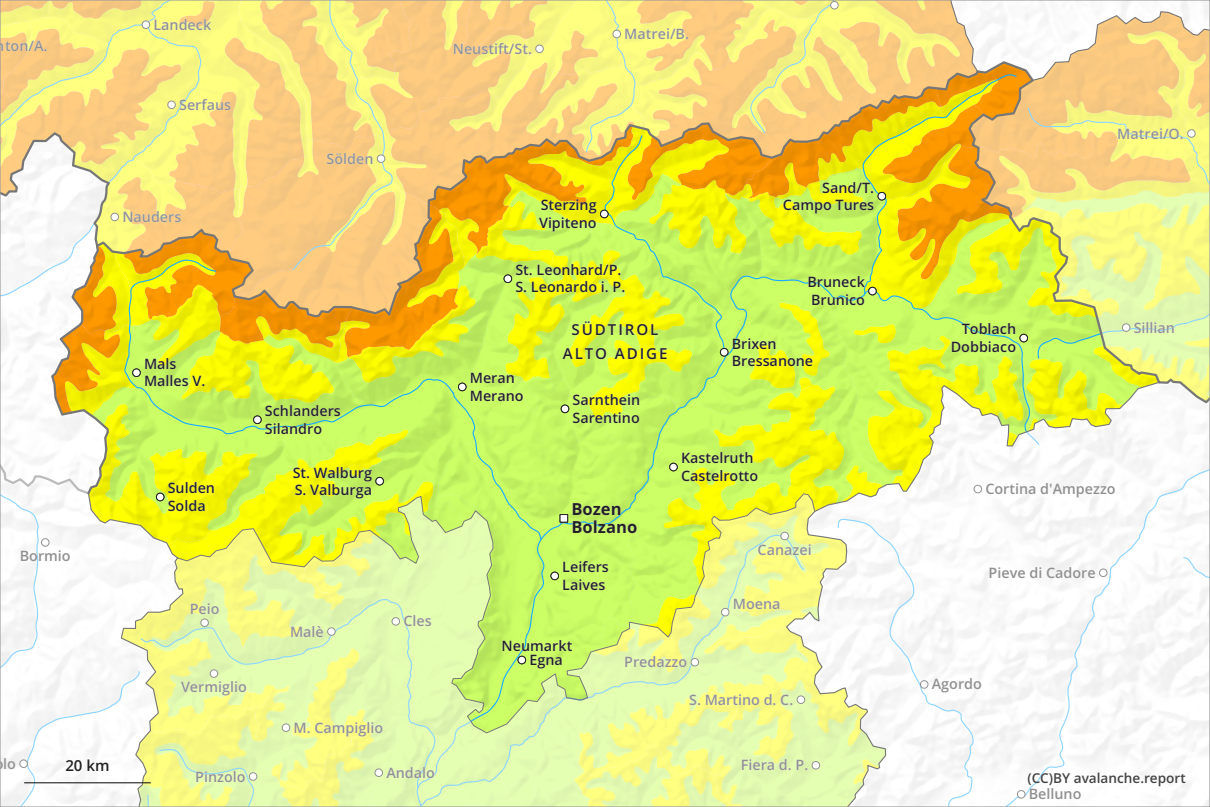 Landeck
nton/A.
Neustift/St.
Matrei/B.
Serfaus
Sölden
Matrei/O.
Nauders
Sand/T.
Campo Tures
Sterzing
Vipiteno
St. Leonhard/P.
S. Leonardo i. P.
Bruneck
Brunico
SÜDTIROL
ALTO ADIGE
Toblach
Dobbiaco
Sillian
Brixen
Bressanone
Mals
Malles V.
Meran
Merano
Schlanders
Silandro
Sarnthein
Sarentino
Kastelruth
Castelrotto
St. Walburg
S. Valburga
Sulden
Solda
Cortina d'Ampezzo
Bozen
Bolzano
Bormio
Canazei
Leifers
Laives
Pieve di Cadore
Peio
Moena
Cles
Malè
Neumarkt
Egna
Predazzo
Vermiglio
Agordo
S. Martino d. C.
M. Campiglio
20 km
olo
Pinzolo
Andalo
Fiera d. P.
(CC)BY avalanche.report
Belluno